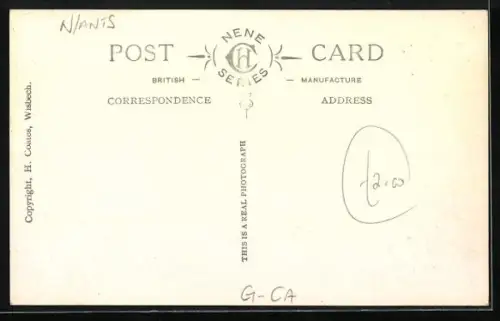 N/ANTS
NENE
POST CARD
CH
SERIES
BRITISH — — MANUFACTURE
CORRESPONDENCE ADDRESS
Copyright, H. Coates, Wisbech.
THIS IS A REAL PHOTOGRAPH
£2.00
G-CA